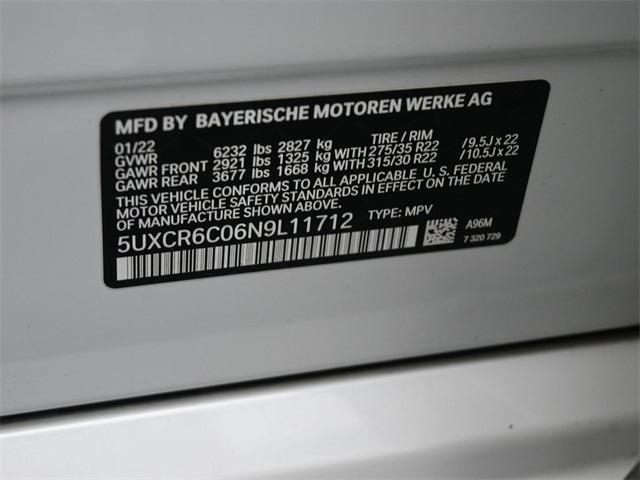 MFD BY BAYERISCHE MOTOREN WERKE AG
01/22 TIRE / RIM
GVWR 6232 lbs 2827 kg
GAWR FRONT 2921 lbs 1325 kg WITH 275/35 R22 /9.5J x 22
GAWR REAR 3677 lbs 1668 kg WITH 315/30 R22 /10.5J x 22
THIS VEHICLE CONFORMS TO ALL APPLICABLE U. S. FEDERAL
MOTOR VEHICLE SAFETY STANDARDS IN EFFECT ON THE DATE
OF MANUFACTURE SHOWN ABOVE.
5UXCR6C06N9L11712 TYPE: MPV
A96M
7 320 729